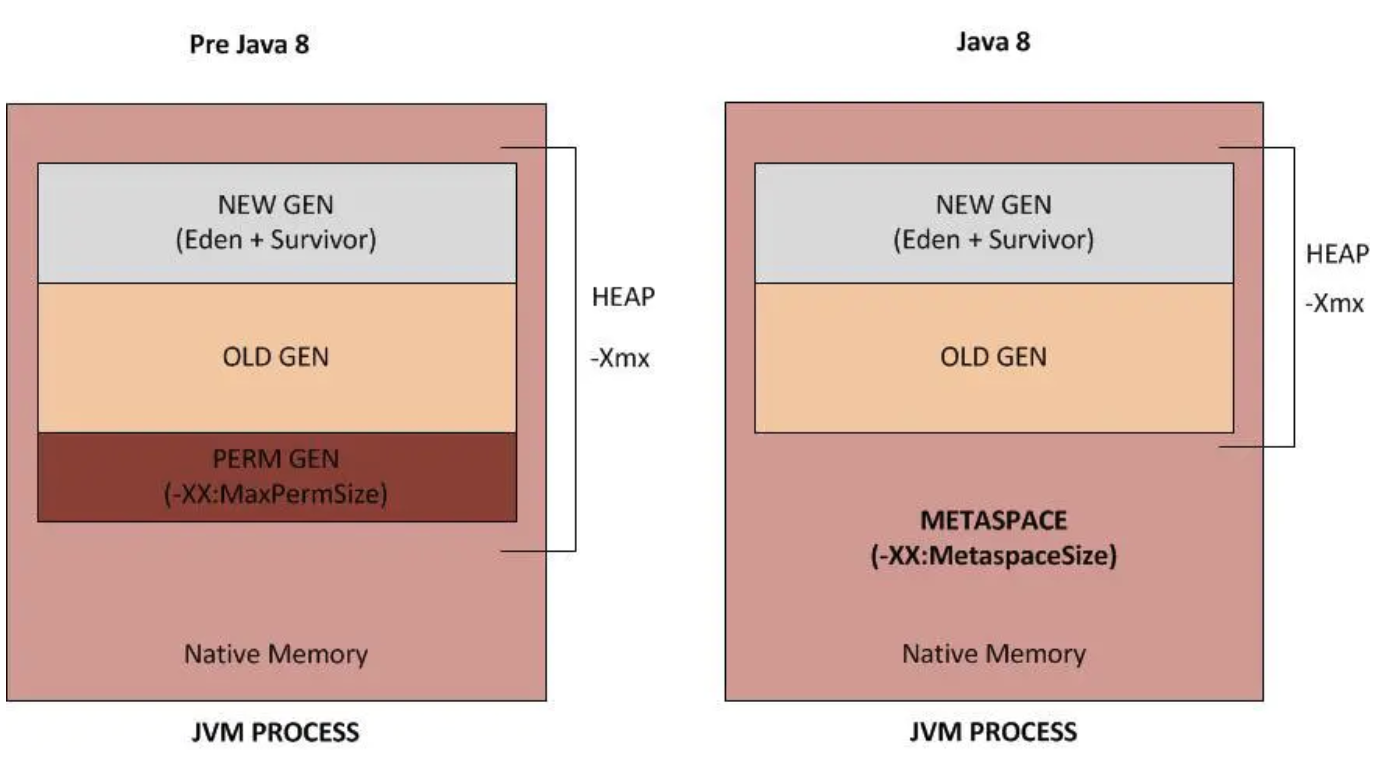 Pre Java 8
NEW GEN
(Eden + Survivor)
OLD GEN
PERM GEN
(-XX:MaxPermSize)
HEAP
-Xmx
Native Memory
JVM PROCESS
Java 8
NEW GEN
(Eden + Survivor)
OLD GEN
HEAP
-Xmx
METASPACE
(-XX:MetaspaceSize)
Native Memory
JVM PROCESS